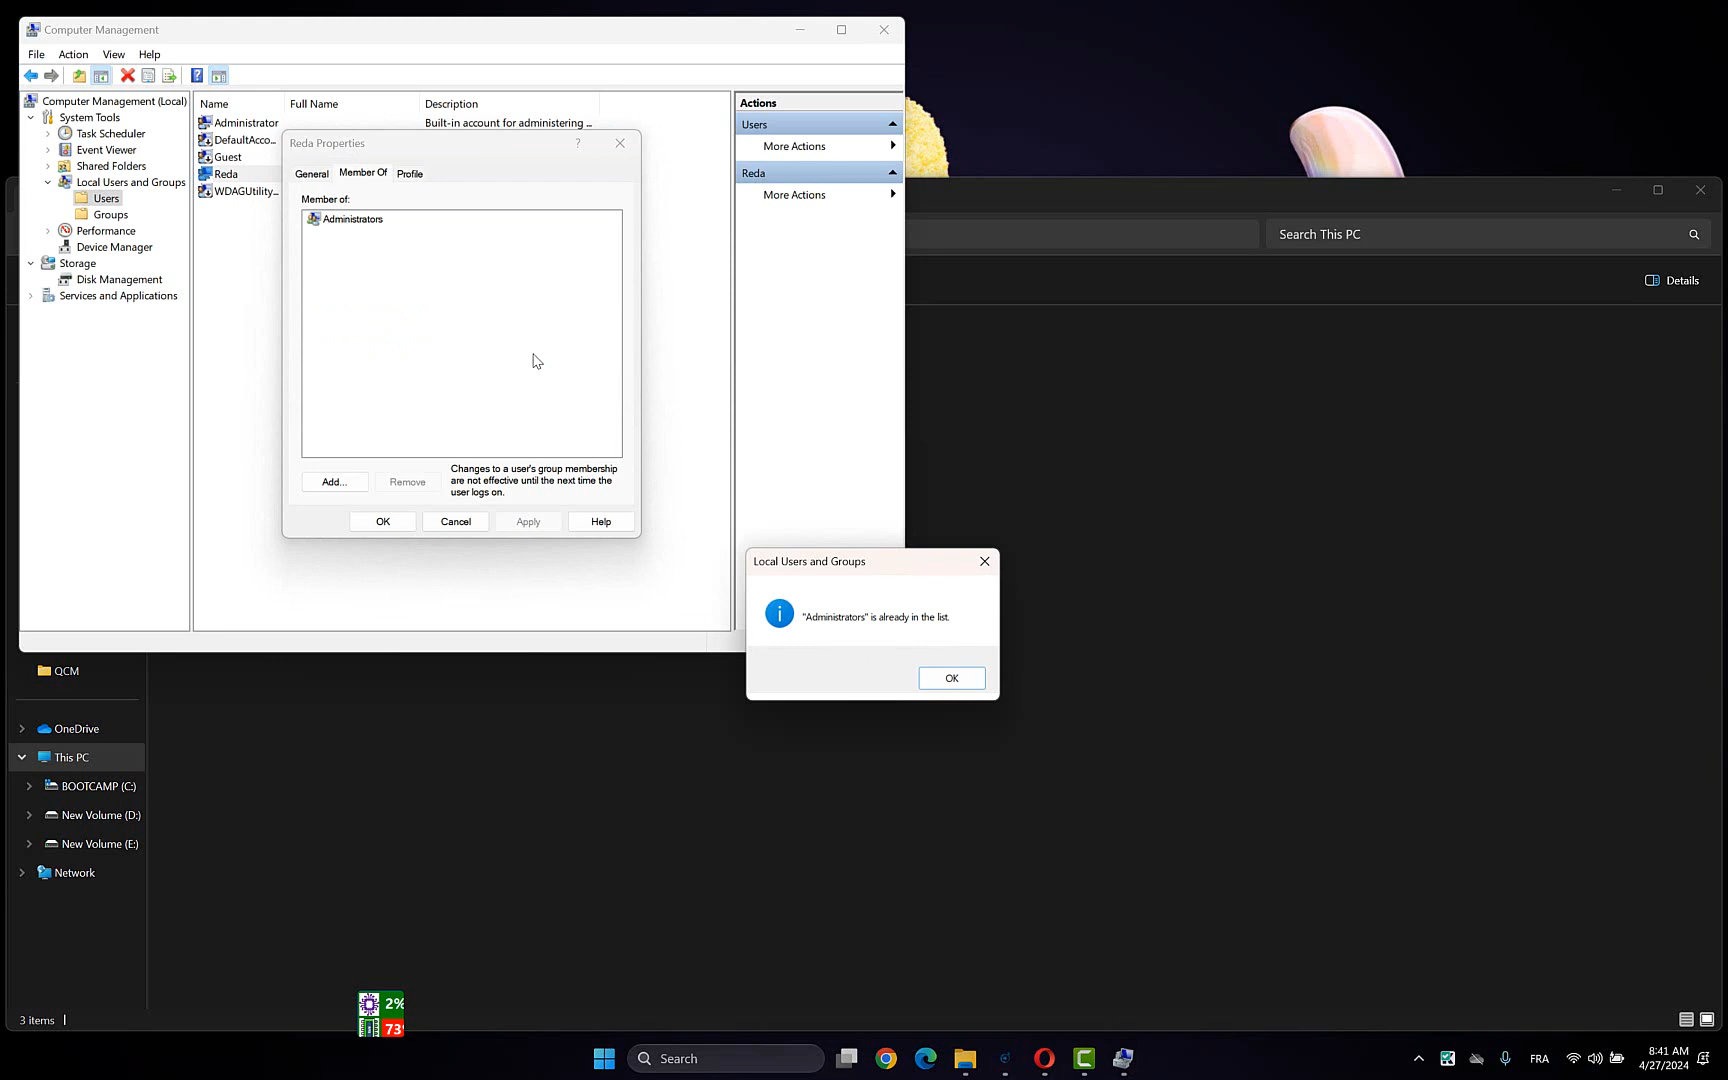 Computer Management
File Action View Help
Computer Management (Local)
System Tools
Task Scheduler
Event Viewer
Shared Folders
Local Users and Groups
Users
Groups
Performance
Device Manager
Storage
Disk Management
Services and Applications
Name Full Name Description
Administrator Built-in account for administering ...
DefaultAcco...
Guest
Reda
WDAGUtility...
Reda Properties
General Member Of Profile
Member of:
Administrators
Add... Remove
Changes to a user's group membership
are not effective until the next time the
user logs on.
OK Cancel Apply Help
Actions
Users
More Actions
Reda
More Actions
Search This PC
Details
Local Users and Groups
"Administrators" is already in the list.
OK
QCM
OneDrive
This PC
BOOTCAMP (C:)
New Volume (D:)
New Volume (E:)
Network
3 items
2%
73
Search
FRA
8:41 AM
4/27/2024